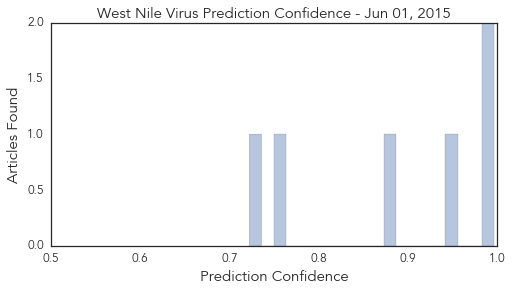 West Nile Virus Prediction Confidence - Jun 01, 2015
2.0
1.5
1.0
0.5
0.0
Articles Found
0.5 0.6 0.7 0.8 0.9 1.0
Prediction Confidence